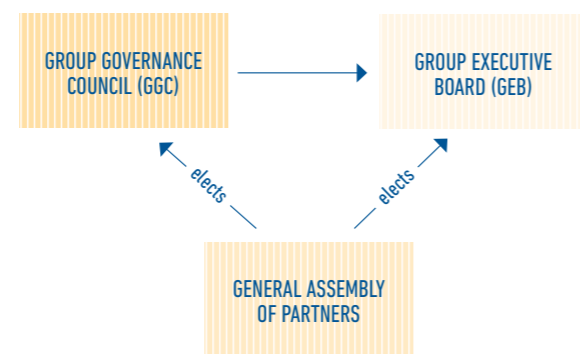 GROUP GOVERNANCE
COUNCIL (GGC)
GROUP EXECUTIVE
BOARD (GEB)
elects
elects
GENERAL ASSEMBLY
OF PARTNERS